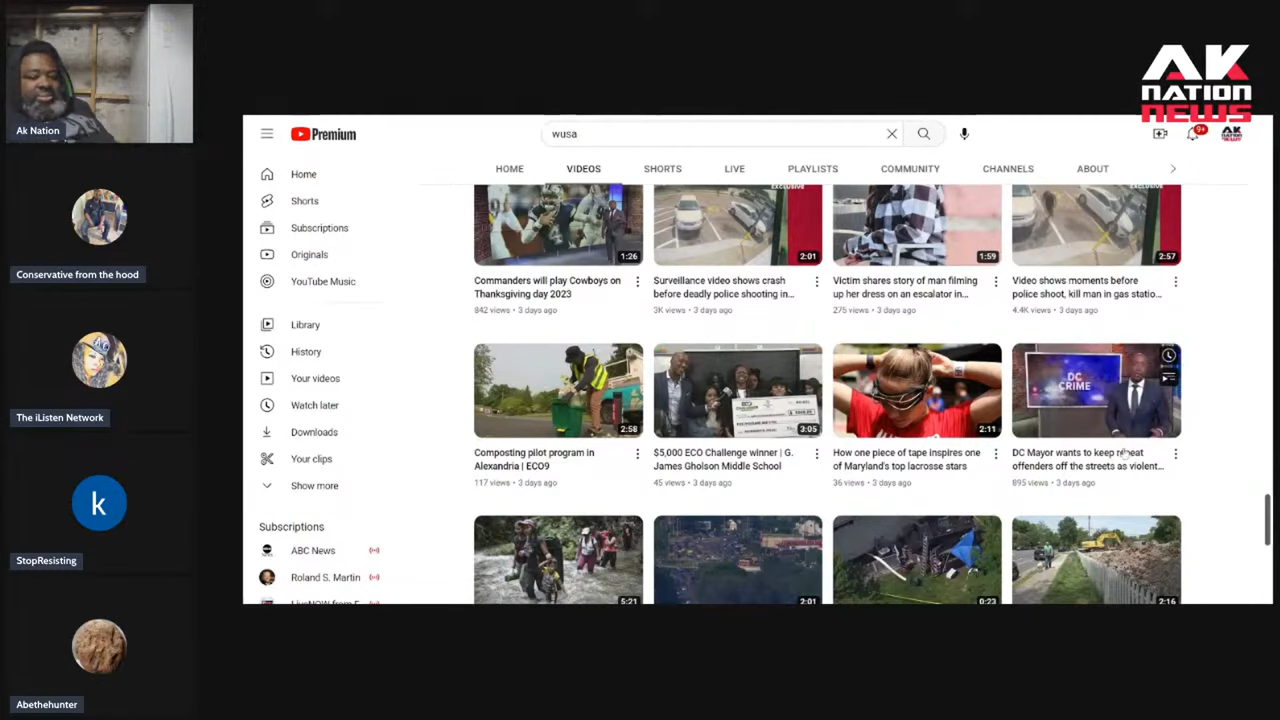 Ak Nation
Conservative from the hood
The iListen Network
k
StopResisting
Abethehunter
AK
NATION
NEWS
Premium
wusa
9+
HOME
VIDEOS
SHORTS
LIVE
PLAYLISTS
COMMUNITY
CHANNELS
ABOUT
Home
Shorts
Subscriptions
Originals
YouTube Music
Library
History
Your videos
Watch later
Downloads
Your clips
Show more
Subscriptions
ABC News
Roland S. Martin
1:26
Commanders will play Cowboys on
Thanksgiving day 2023
842 views • 3 days ago
EXCLUSIVE
2:01
Surveillance video shows crash
before deadly police shooting in...
3K views • 3 days ago
1:59
Victim shares story of man filming
up her dress on an escalator in...
275 views • 3 days ago
EXCLUSIVE
2:57
Video shows moments before
police shoot, kill man in gas statio...
4.4K views • 3 days ago
2:58
Composting pilot program in
Alexandria | ECO9
117 views • 3 days ago
3:05
$5,000 ECO Challenge winner | G.
James Gholson Middle School
45 views • 3 days ago
2:11
How one piece of tape inspires one
of Maryland's top lacrosse stars
36 views • 3 days ago
DC
CRIME
DC Mayor wants to keep repeat
offenders off the streets as violent...
895 views • 3 days ago
5:21
2:01
0:23
2:16